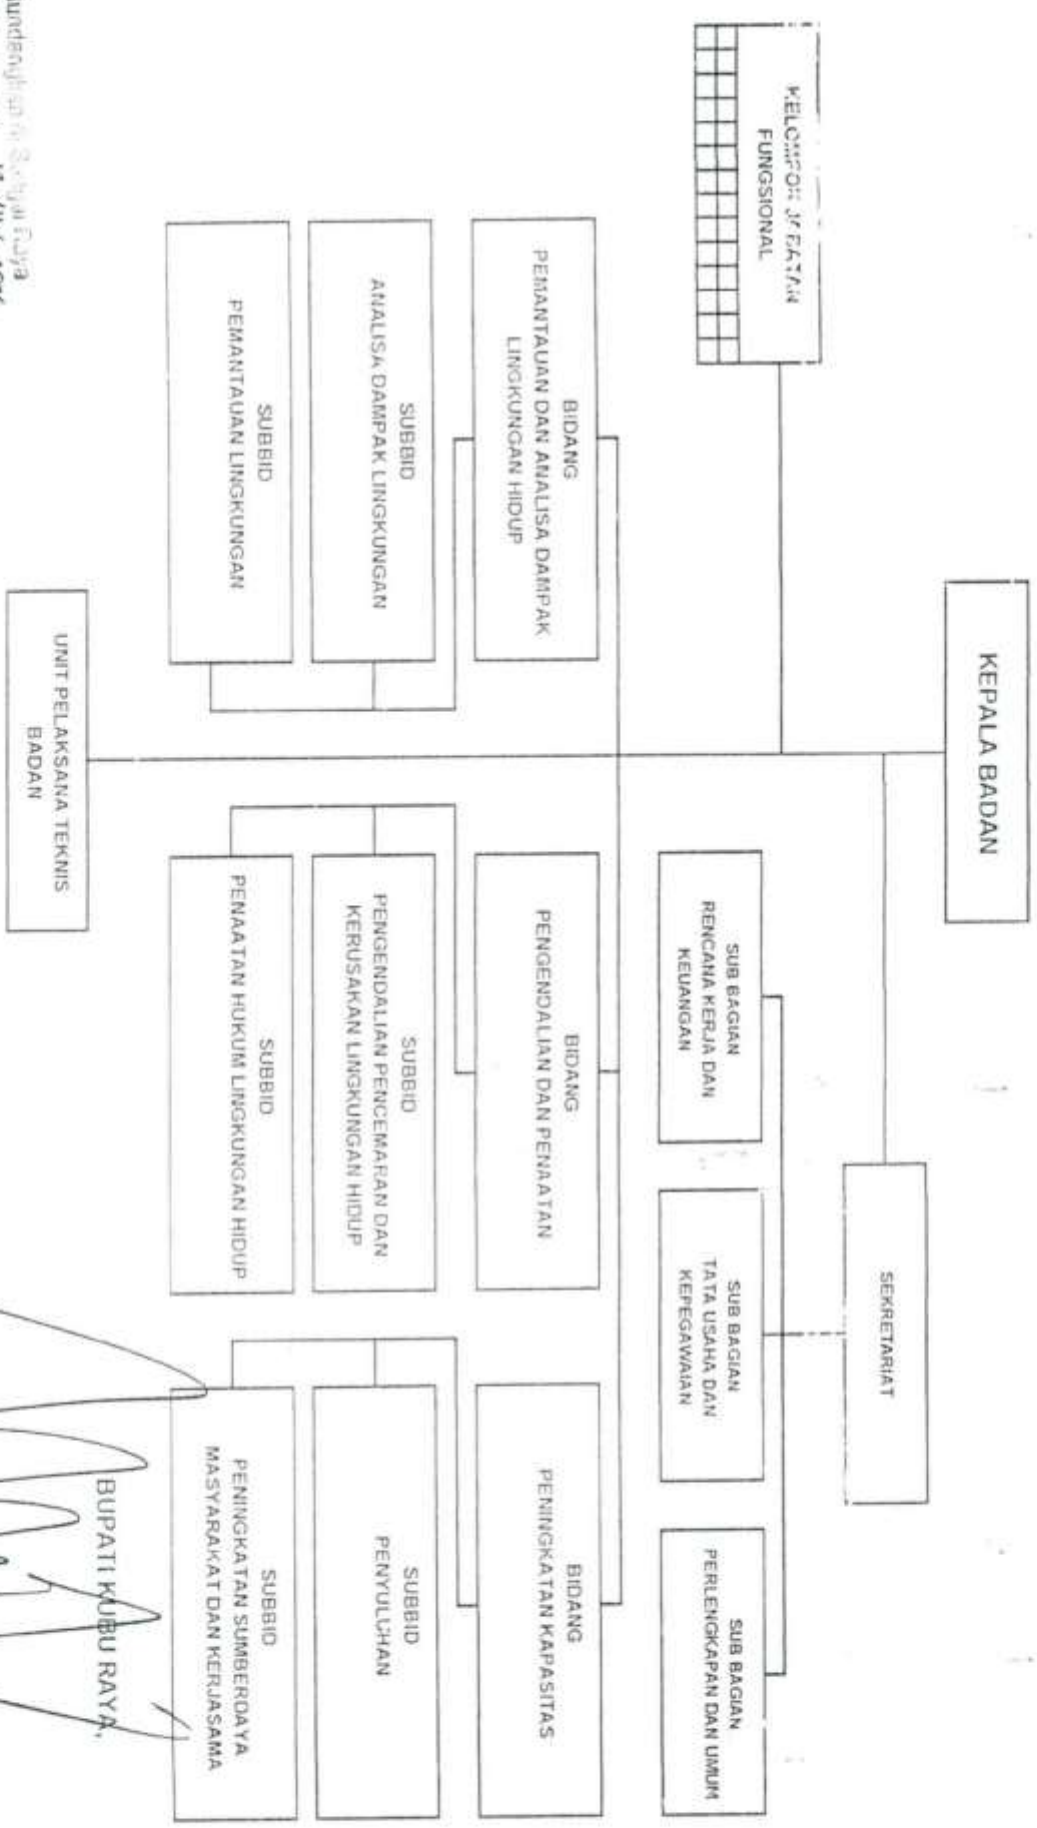 KEPALA BADAN
KELOMPOK JABATAN
FUNGSIONAL
SEKRETARIAT
SUB BAGIAN
RENCANA KERJA DAN
KEUANGAN
SUB BAGIAN
TATA USAHA DAN
KEPEGAWAIAN
SUB BAGIAN
PERLENGKAPAN DAN UMUM
BIDANG
PEMANTAUAN DAN ANALISA DAMPAK
LINGKUNGAN HIDUP
BIDANG
PENGENDALIAN DAN PENAATAN
BIDANG
PENINGKATAN KAPASITAS
SUBBID
ANALISA DAMPAK LINGKUNGAN
SUBBID
PENGENDALIAN PENCEMARAN DAN
KERUSAKAN LINGKUNGAN HIDUP
SUBBID
PENYULUHAN
SUBBID
PEMANTAUAN LINGKUNGAN
SUBBID
PENAATAN HUKUM LINGKUNGAN HIDUP
SUBBID
PENINGKATAN SUMBERDAYA
MASYARAKAT DAN KERJASAMA
UNIT PELAKSANA TEKNIS
BADAN
BUPATI KUBU RAYA,
Raya